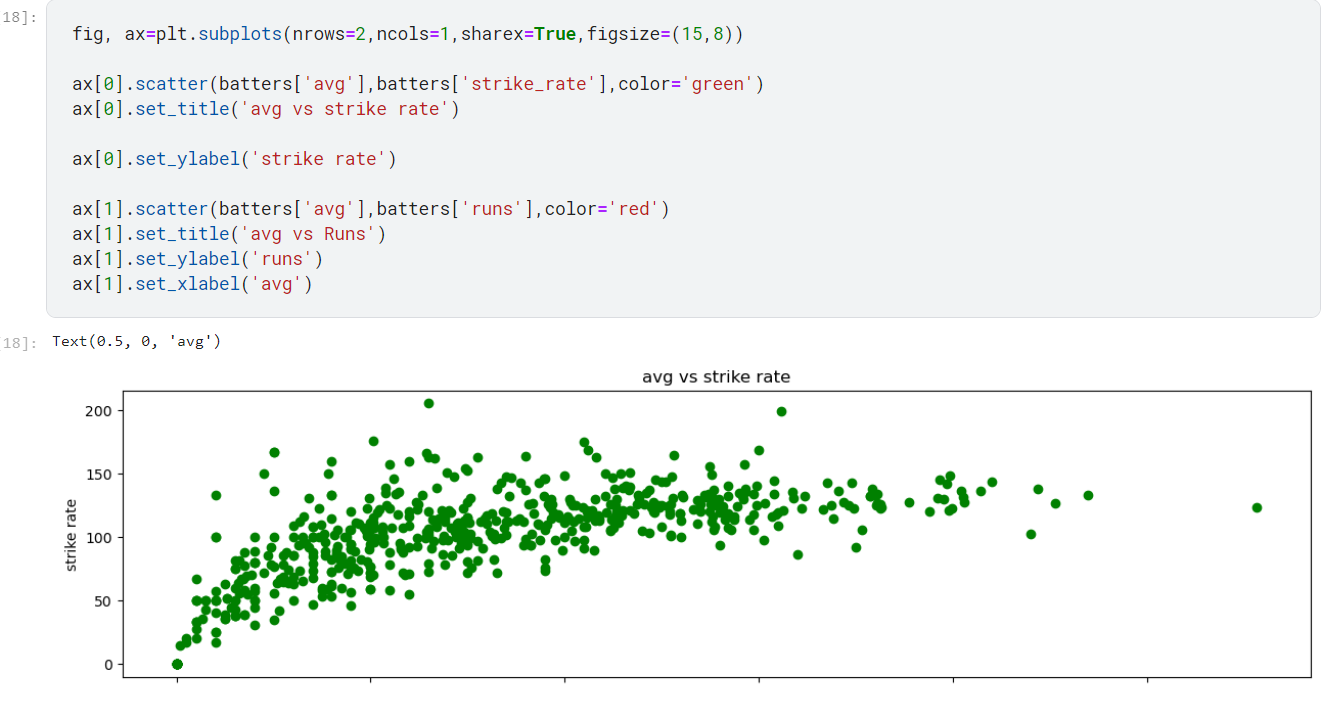 18]:
fig, ax=plt.subplots(nrows=2,ncols=1,sharex=True,figsize=(15,8))
ax[0].scatter(batters['avg'],batters['strike_rate'],color='green')
ax[0].set_title('avg vs strike rate')
ax[0].set_ylabel('strike rate')
ax[1].scatter(batters['avg'],batters['runs'],color='red')
ax[1].set_title('avg vs Runs')
ax[1].set_ylabel('runs')
ax[1].set_xlabel('avg')
[18]: Text(0.5, 0, 'avg')
avg vs strike rate
200
150
100
50
0
strike rate